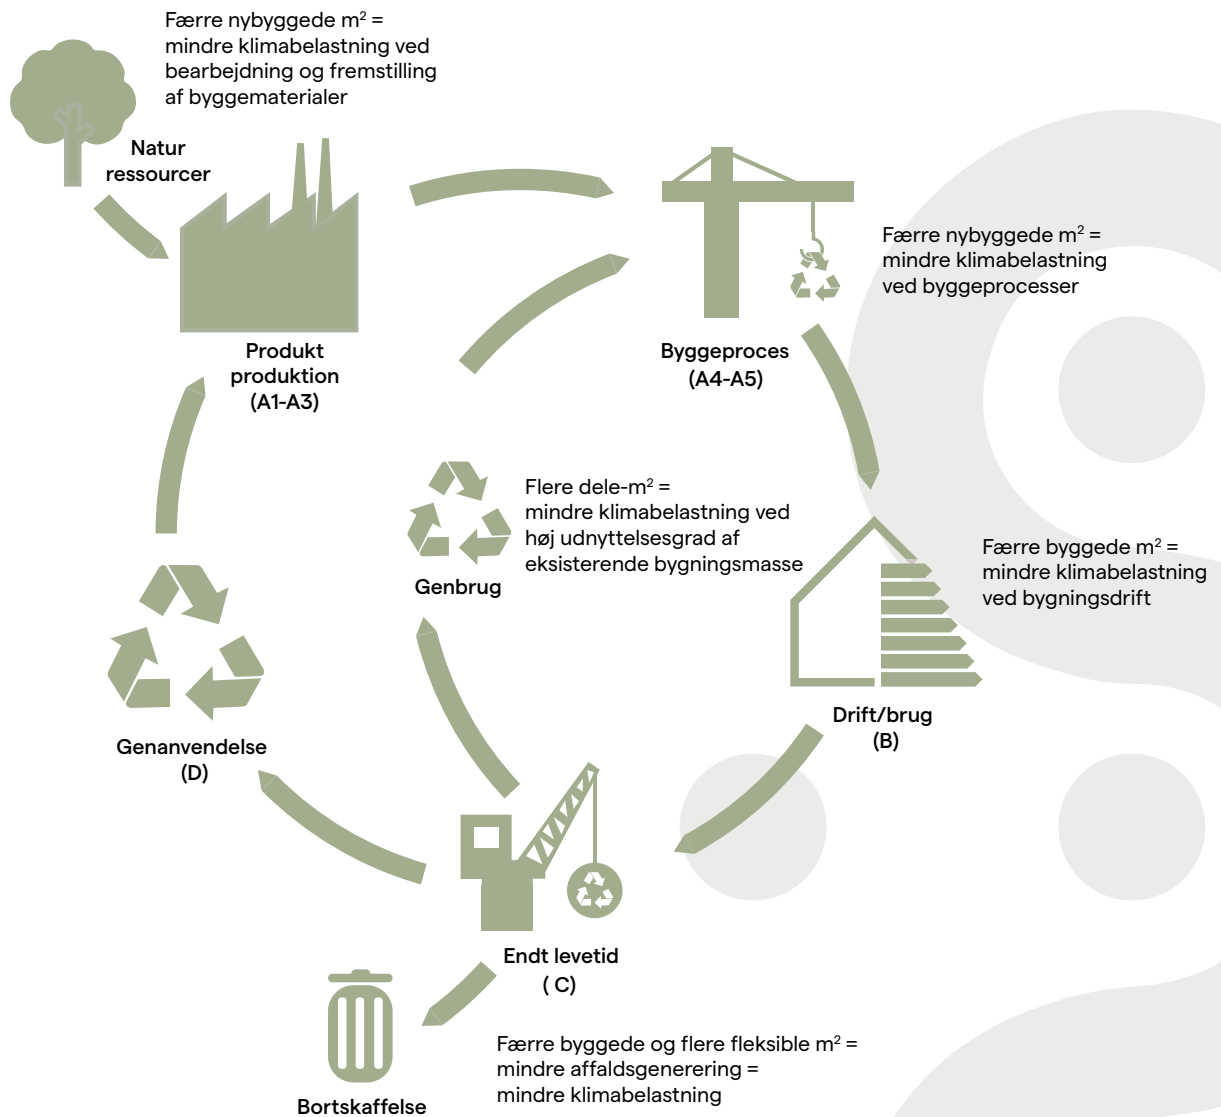 Færre nybyggede m² =
mindre klimabelastning ved
bearbejdning og fremstilling
af byggematerialer
Natur
ressourcer
Produkt
produktion
(A1-A3)
Byggeproces
(A4-A5)
Færre nybyggede m² =
mindre klimabelastning
ved byggeprocesser
Flere dele-m² =
mindre klimabelastning ved
høj udnyttelsesgrad af
eksisterende bygningsmasse
Genbrug
Færre byggede m² =
mindre klimabelastning
ved bygningsdrift
Drift/brug
(B)
Genanvendelse
(D)
Endt levetid
( C)
Færre byggede og flere fleksible m² =
mindre affaldsgenerering =
mindre klimabelastning
Bortskaffelse